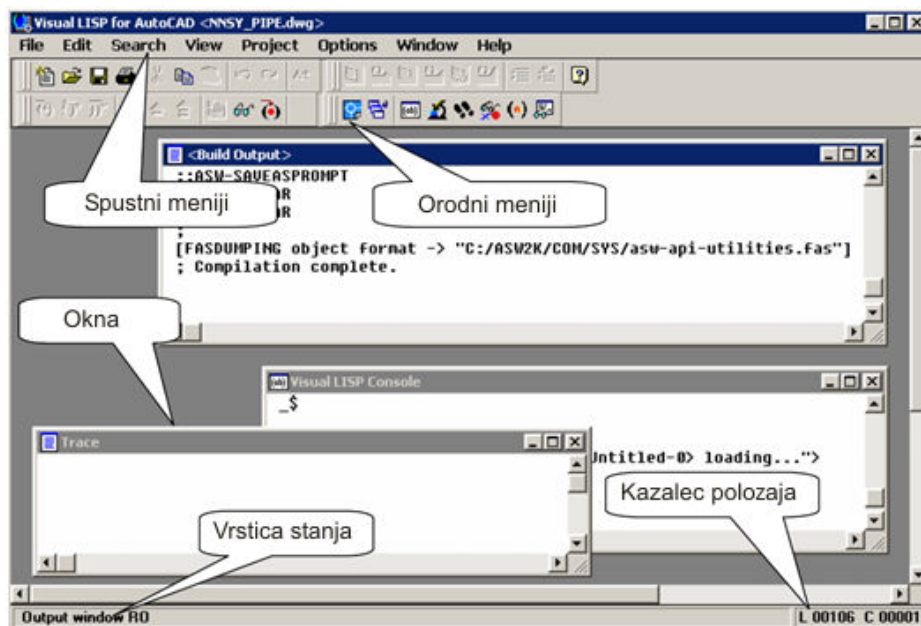 Visual LISP for AutoCAD <NNSY_PIPE.dwg>
File Edit Search View Project Options Window Help
<Build Output>
;:ASW-SAVEASPROMPT
Spustni meniji
Orodni meniji
;
[FASDUMPING object format -> "C:/ASW2K/COM/SYS/asw-api-utilities.fas"]
; Compilation complete.
Okna
Visual LISP Console
_$
Trace
Untitled-0> loading...">
Kazalec polozaja
Vrstica stanja
Output window RO
L 00106 C 00001